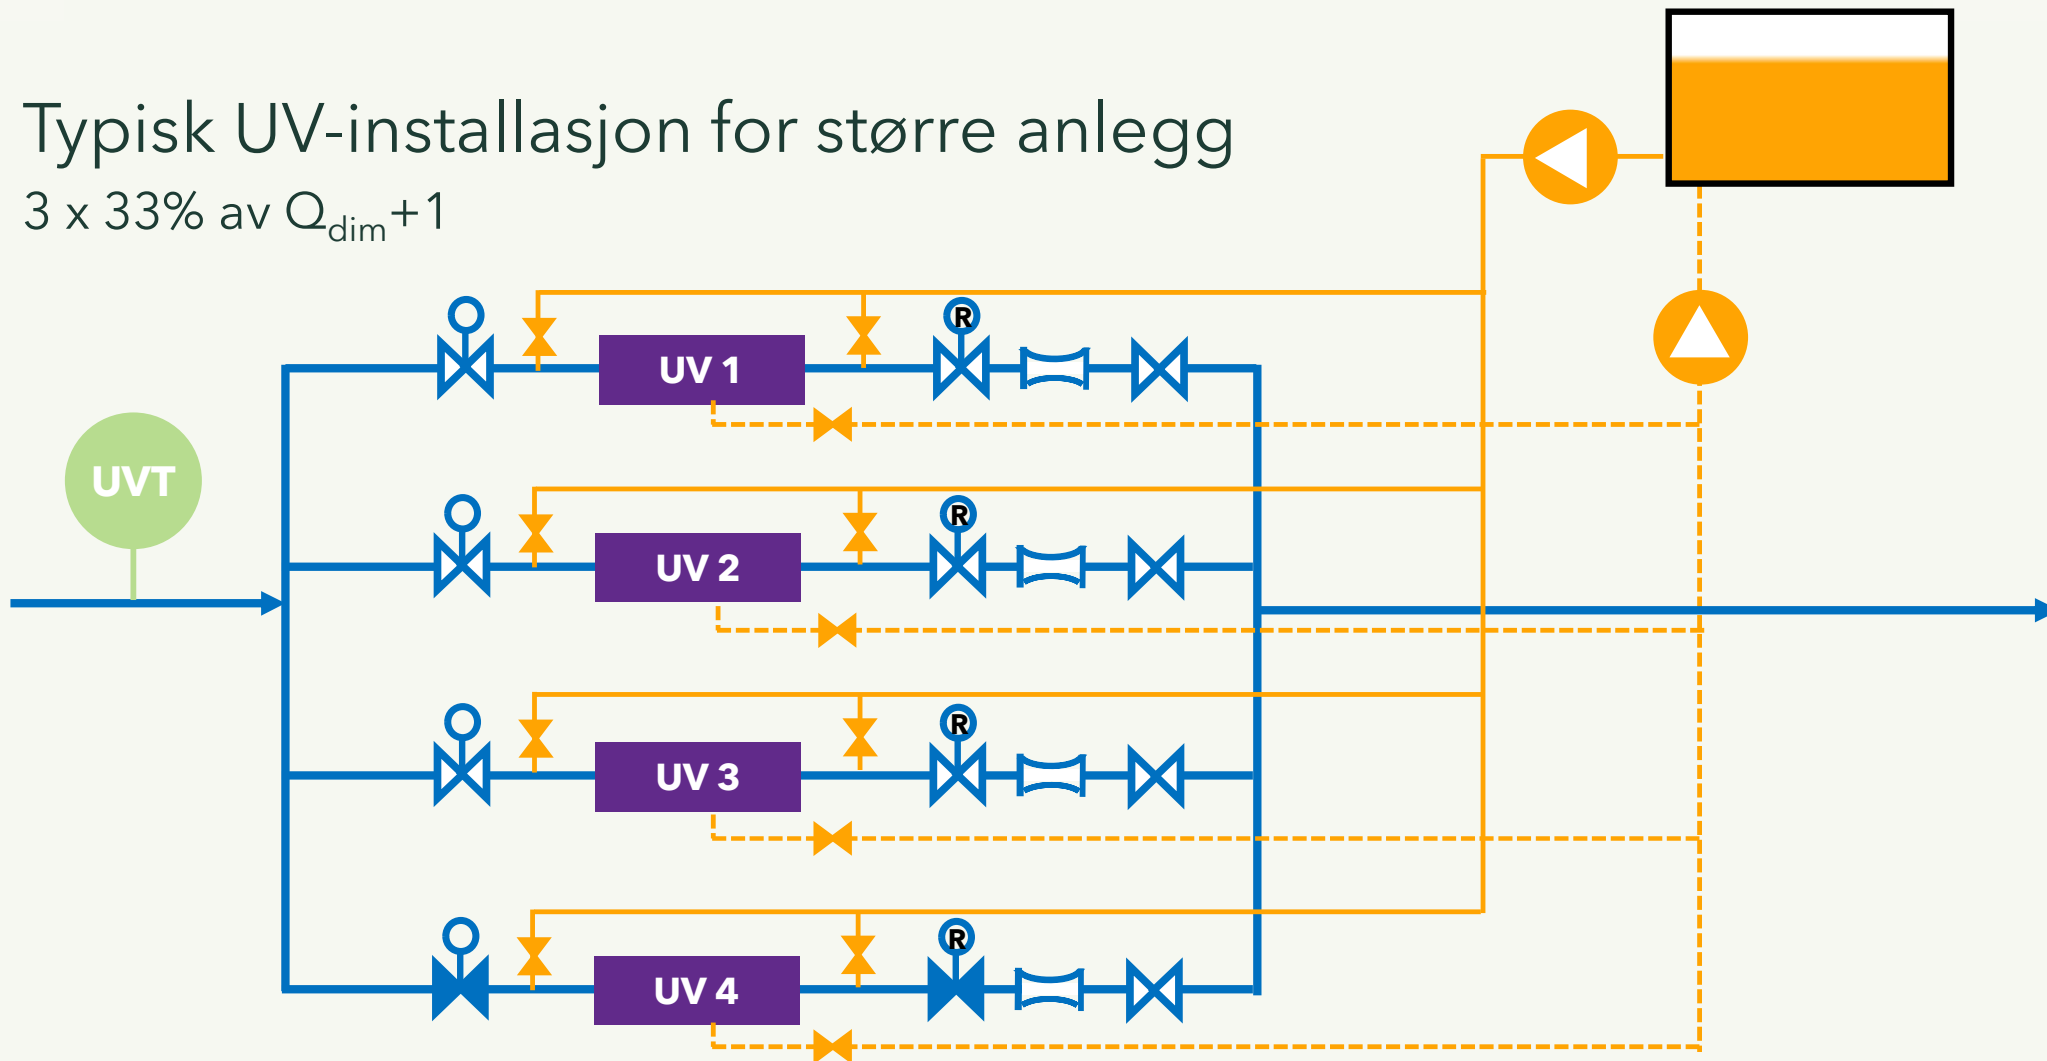 Typisk UV-installasjon for større anlegg
3 x 33% av Qdim+1
R
UV 1
UVT
R
UV 2
R
UV 3
R
UV 4